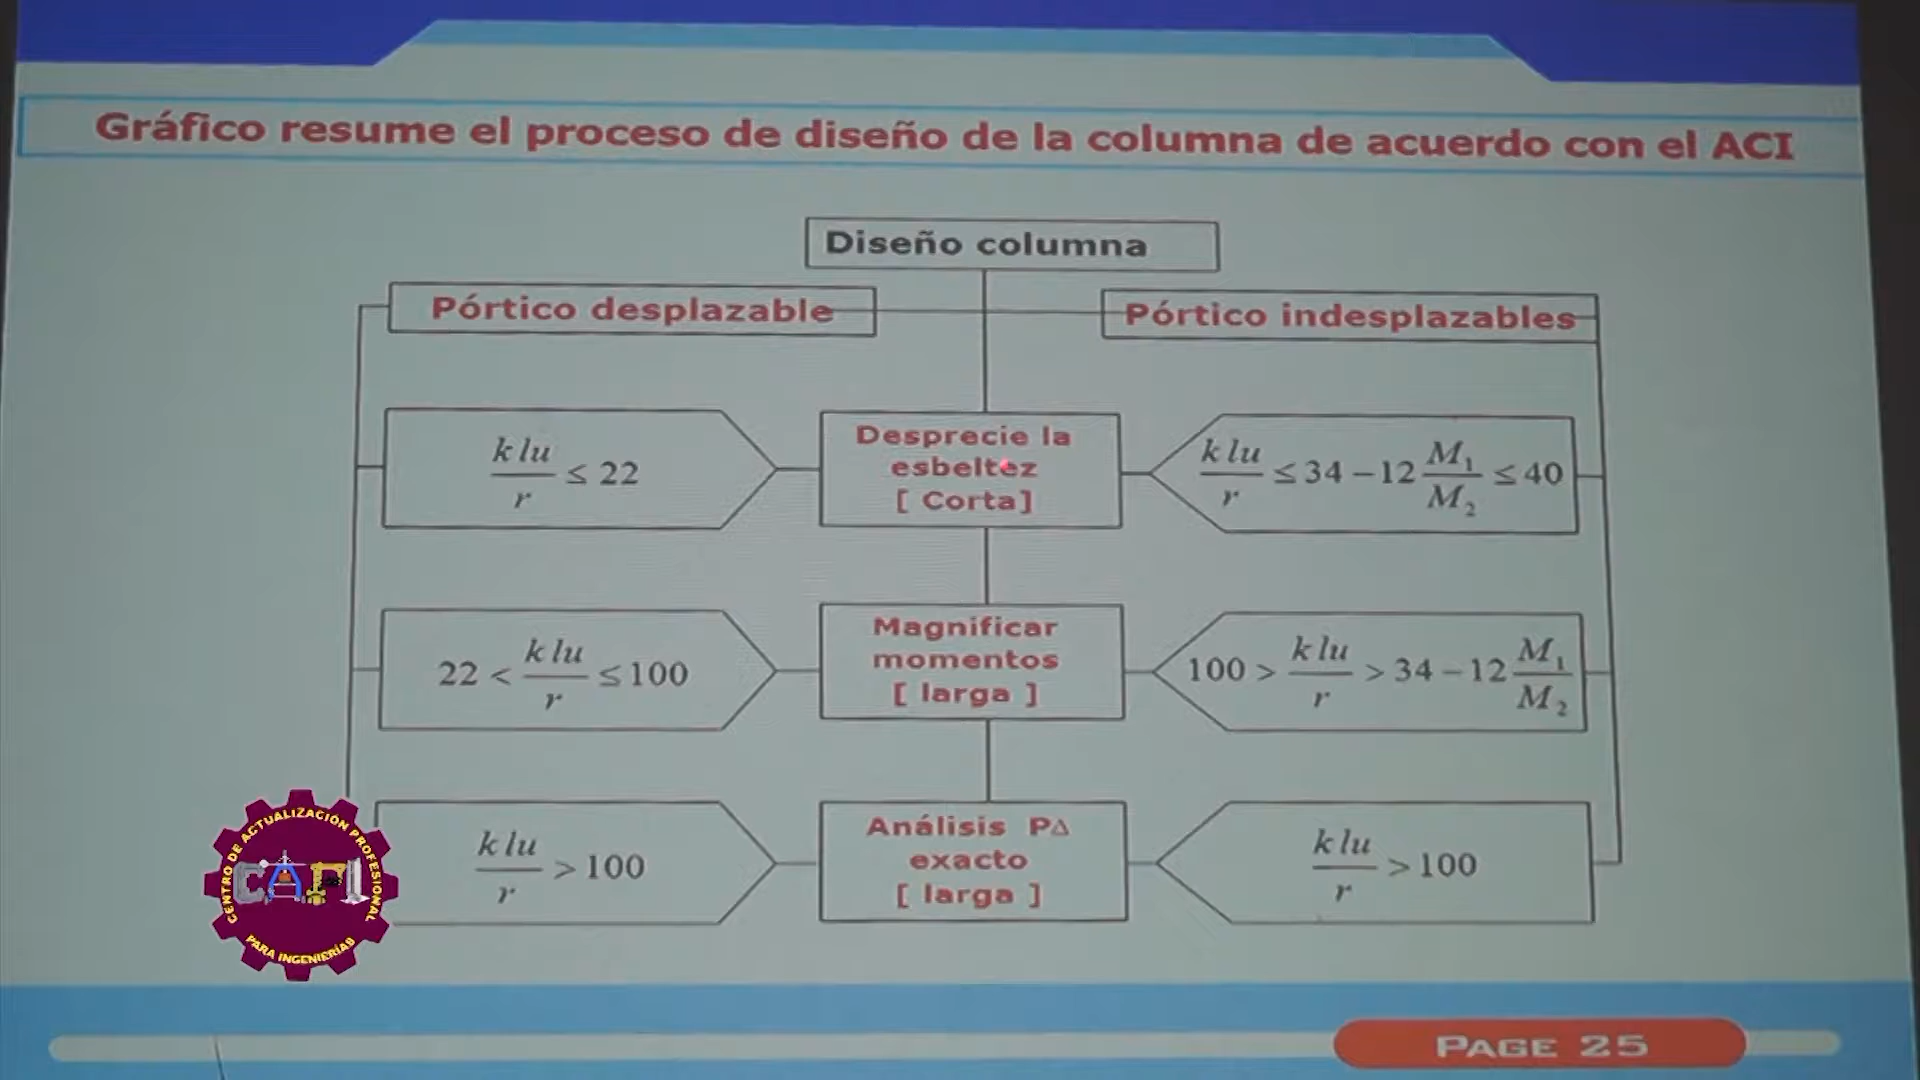 Gráfico resume el proceso de diseño de la columna de acuerdo con el ACI
Diseño columna
Pórtico desplazable
Pórtico indesplazables
k lu / r ≤ 22
Desprecie la
esbeltez
[ Corta]
k lu / r ≤ 34 – 12 M₁ / M₂ ≤ 40
22 < k lu / r ≤ 100
Magnificar
momentos
[ larga ]
100 > k lu / r > 34 – 12 M₁ / M₂
k lu / r > 100
Análisis PΔ
exacto
[ larga ]
k lu / r > 100
CENTRO DE ACTUALIZACIÓN PROFESIONAL
CAPI
PARA INGENIERÍAS
PAGE 25